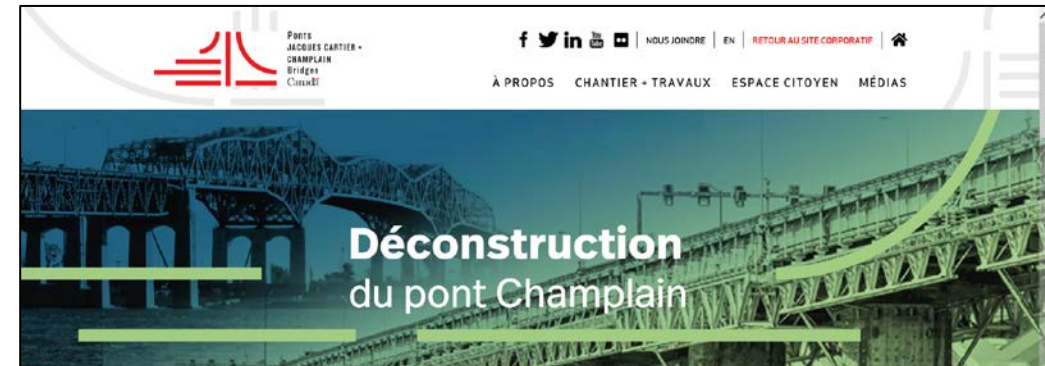 Ponts
JACQUES CARTIER +
CHAMPLAIN
Bridges
Canada
NOUS JOINDRE | EN | RETOUR AU SITE CORPORATIF
À PROPOS CHANTIER + TRAVAUX ESPACE CITOYEN MÉDIAS
Déconstruction
du pont Champlain